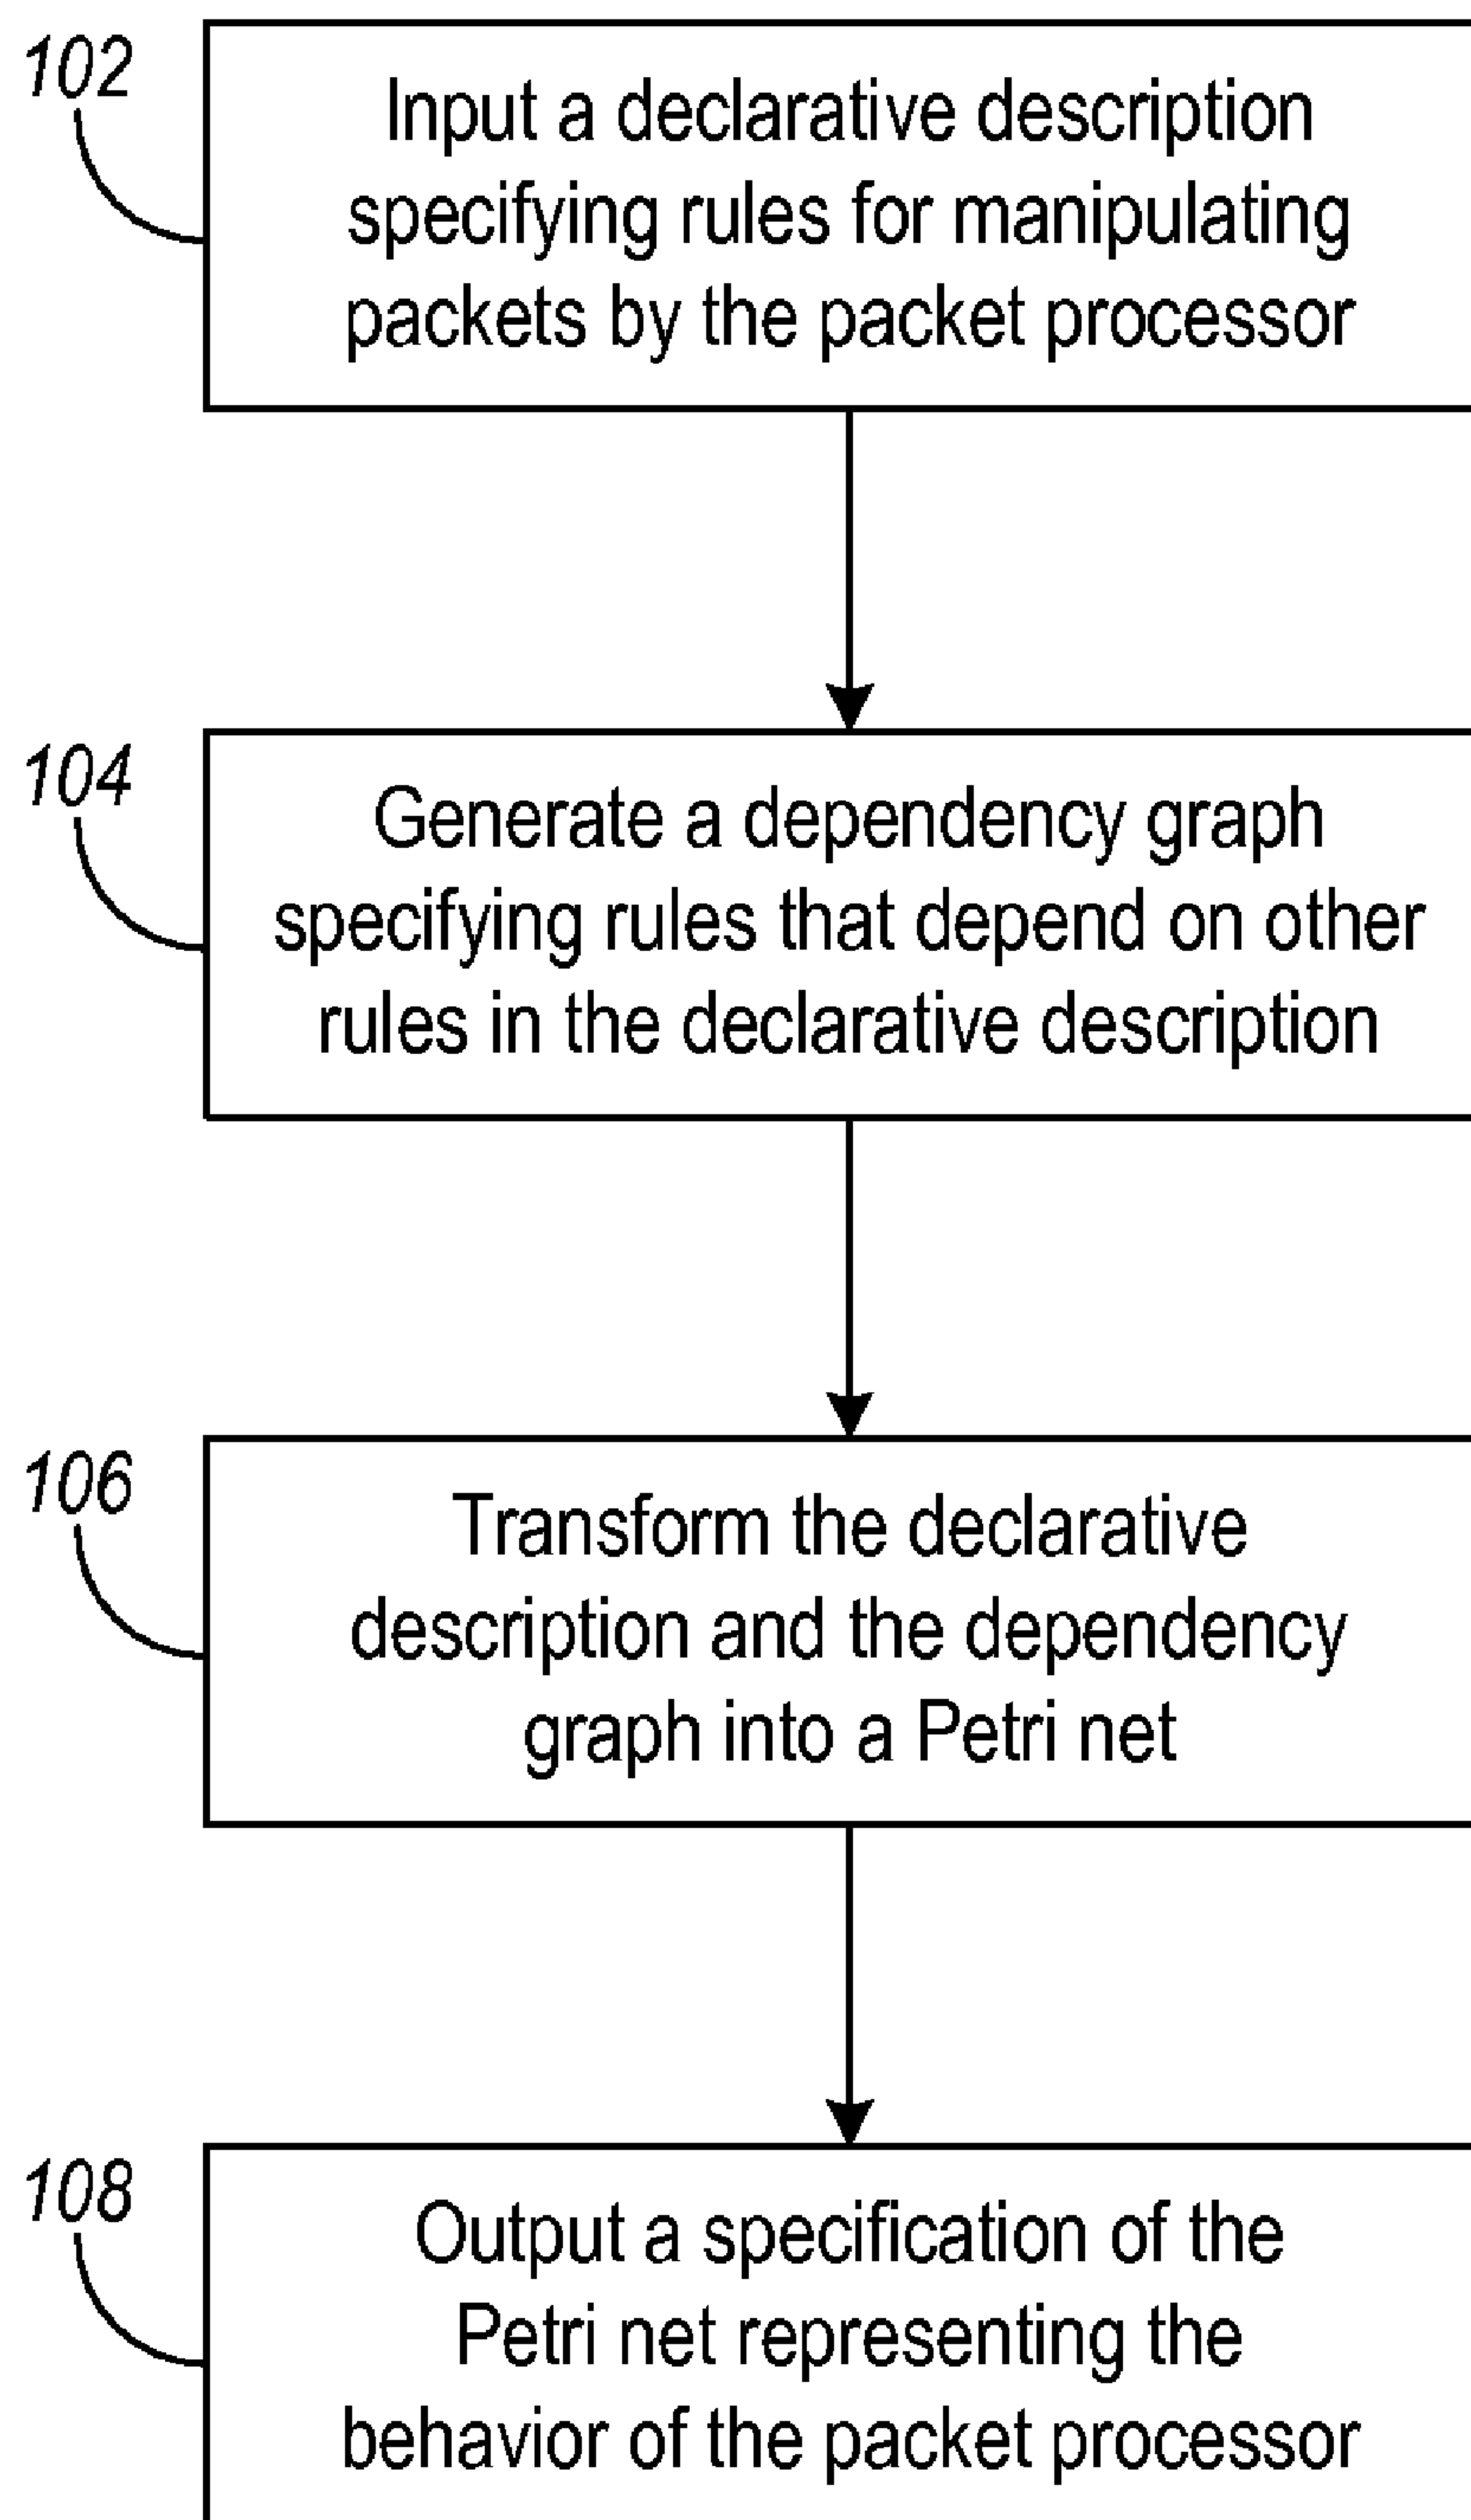 102
Input a declarative description
specifying rules for manipulating
packets by the packet processor
104
Generate a dependency graph
specifying rules that depend on other
rules in the declarative description
106
Transform the declarative
description and the dependency
graph into a Petri net
108
Output a specification of the
Petri net representing the
behavior of the packet processor